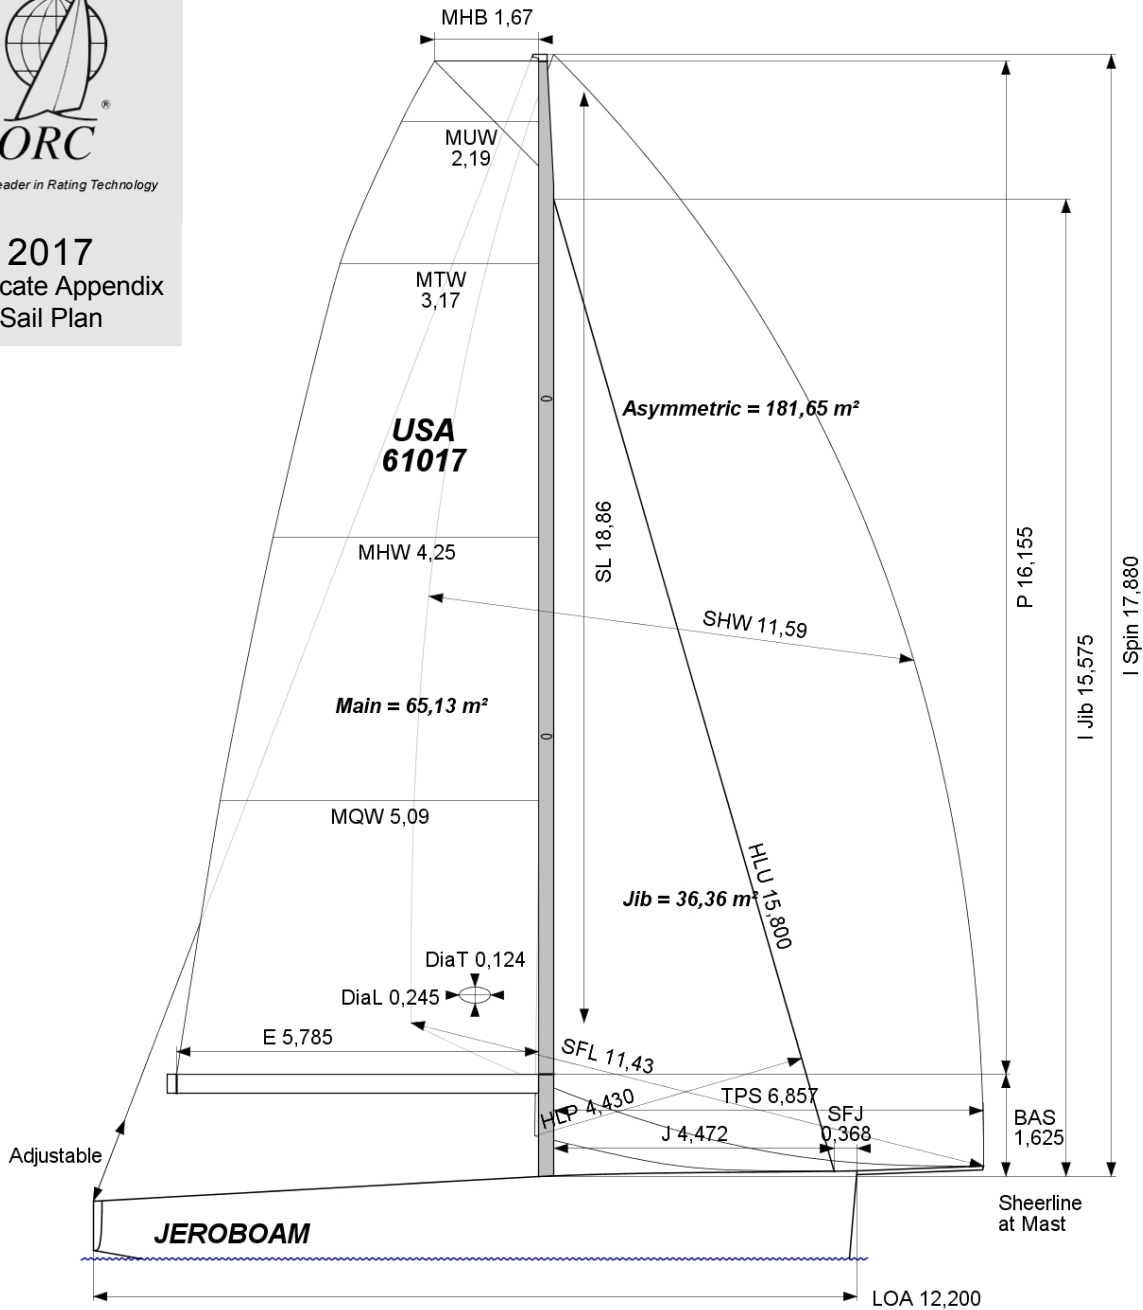 MHB 1,67
®
ORC
eader in Rating Technology
2017
cate Appendix
Sail Plan
MUW
2,19
MTW
3,17
USA
61017
Asymmetric = 181,65 m²
MHW 4,25
SL 18,86
SHW 11,59
P 16,155
I Jib 15,575
I Spin 17,880
Main = 65,13 m²
MQW 5,09
HLU 15,800
Jib = 36,36 m²
DiaT 0,124
DiaL 0,245
E 5,785
SFL 11,43
HLP 4,430
TPS 6,857
SFJ
0,368
J 4,472
BAS
1,625
Adjustable
Sheerline
at Mast
JEROBOAM
LOA 12,200